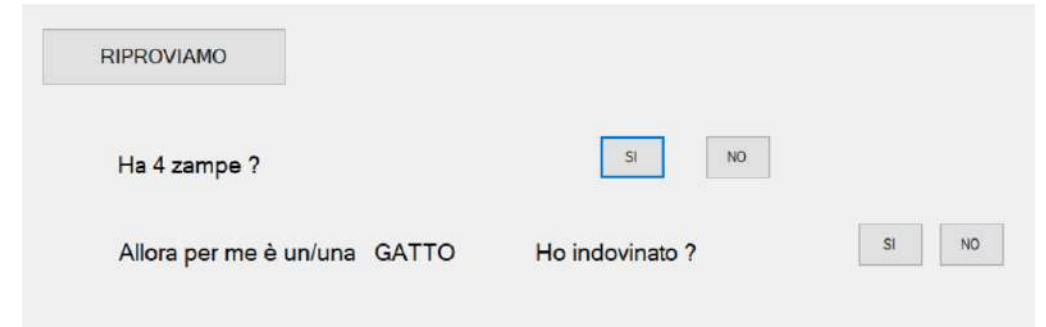 RIPROVIAMO
Ha 4 zampe ? SI NO
Allora per me è un/una GATTO Ho indovinato ? SI NO